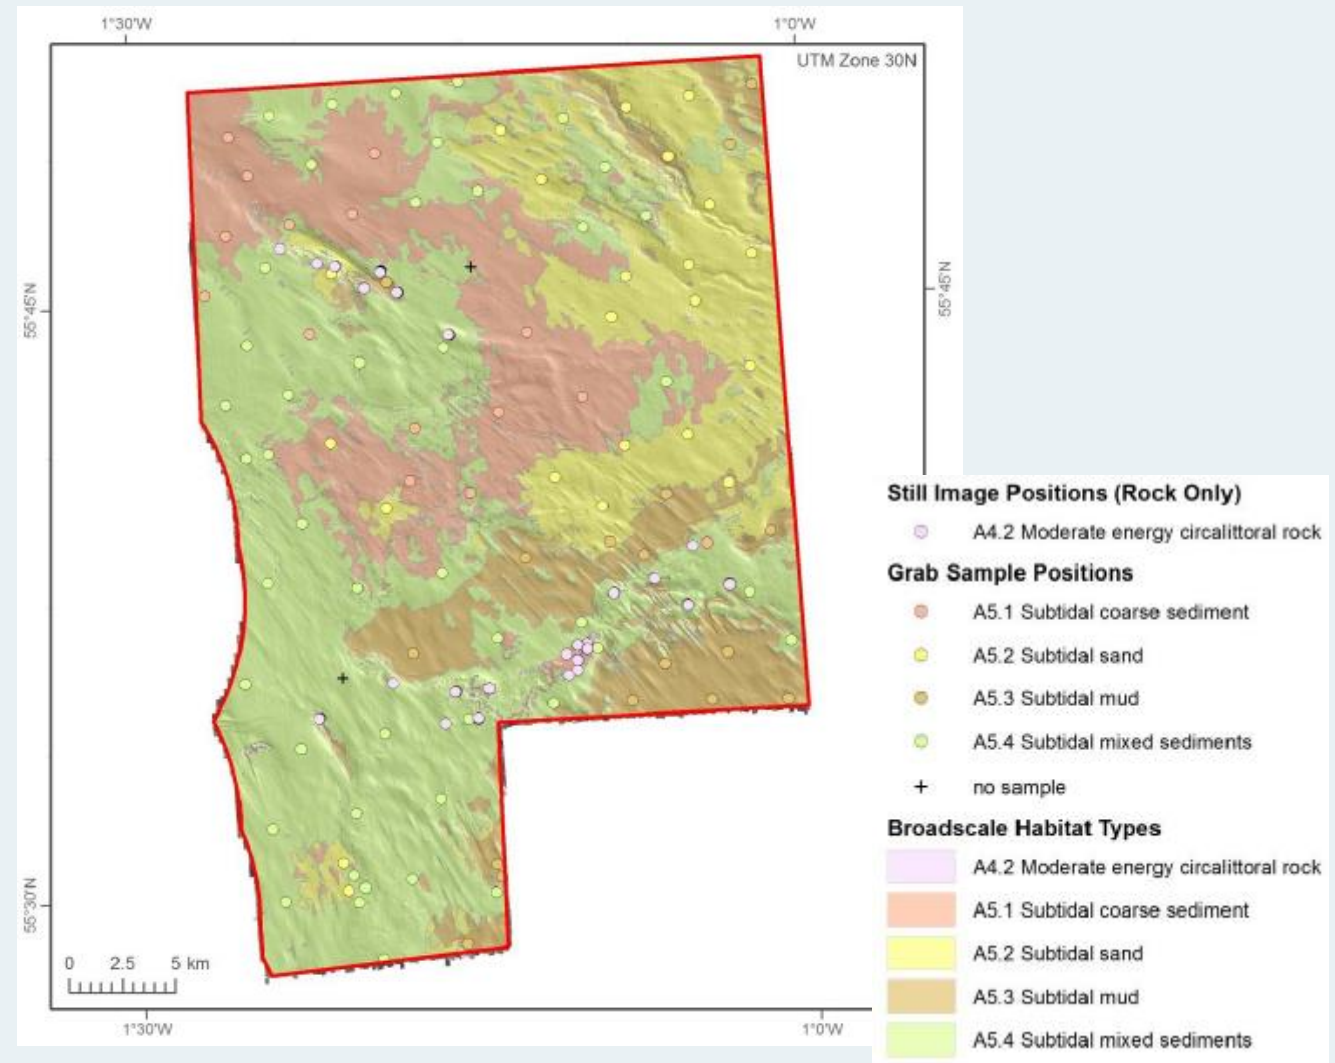 1°30'W
1°0'W
UTM Zone 30N
55°45'N
55°45'N
55°30'N
0 2.5 5 km
1°30'W
1°0'W
Still Image Positions (Rock Only)
A4.2 Moderate energy circalittoral rock
Grab Sample Positions
A5.1 Subtidal coarse sediment
A5.2 Subtidal sand
A5.3 Subtidal mud
A5.4 Subtidal mixed sediments
no sample
Broadscale Habitat Types
A4.2 Moderate energy circalittoral rock
A5.1 Subtidal coarse sediment
A5.2 Subtidal sand
A5.3 Subtidal mud
A5.4 Subtidal mixed sediments